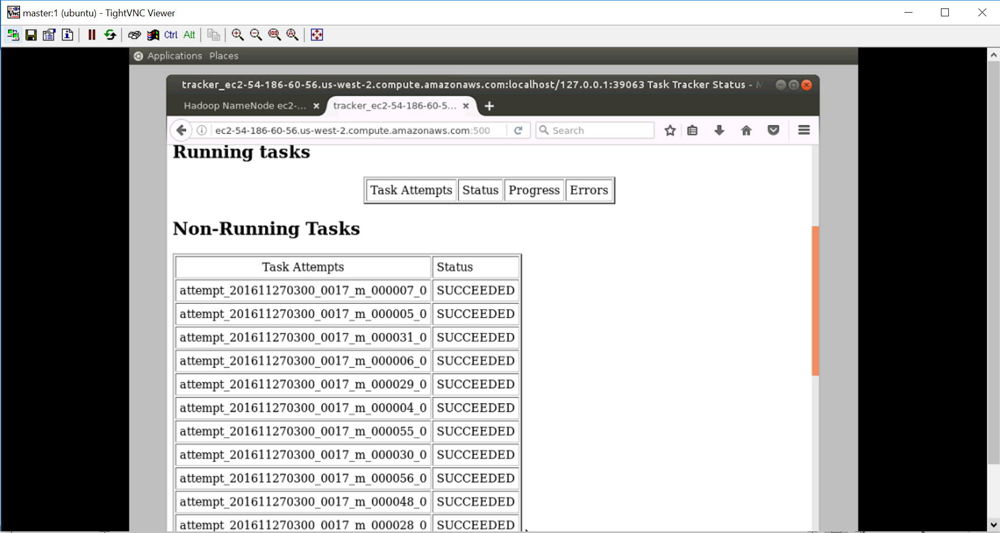 master:1 (ubuntu) - TightVNC Viewer
Ctrl Alt
Applications Places
tracker_ec2-54-186-60-56.us-west-2.compute.amazonaws.com:localhost/127.0.0.1:39063 Task Tracker Status -
Hadoop NameNode ec2-... tracker_ec2-54-186-60-5...
ec2-54-186-60-56.us-west-2.compute.amazonaws.com:500 Search
Running tasks
Task Attempts Status Progress Errors
Non-Running Tasks
Task Attempts Status
attempt_201611270300_0017_m_000007_0 SUCCEEDED
attempt_201611270300_0017_m_000005_0 SUCCEEDED
attempt_201611270300_0017_m_000031_0 SUCCEEDED
attempt_201611270300_0017_m_000006_0 SUCCEEDED
attempt_201611270300_0017_m_000029_0 SUCCEEDED
attempt_201611270300_0017_m_000004_0 SUCCEEDED
attempt_201611270300_0017_m_000055_0 SUCCEEDED
attempt_201611270300_0017_m_000030_0 SUCCEEDED
attempt_201611270300_0017_m_000056_0 SUCCEEDED
attempt_201611270300_0017_m_000048_0 SUCCEEDED
attempt_201611270300_0017_m_000028_0 SUCCEEDED